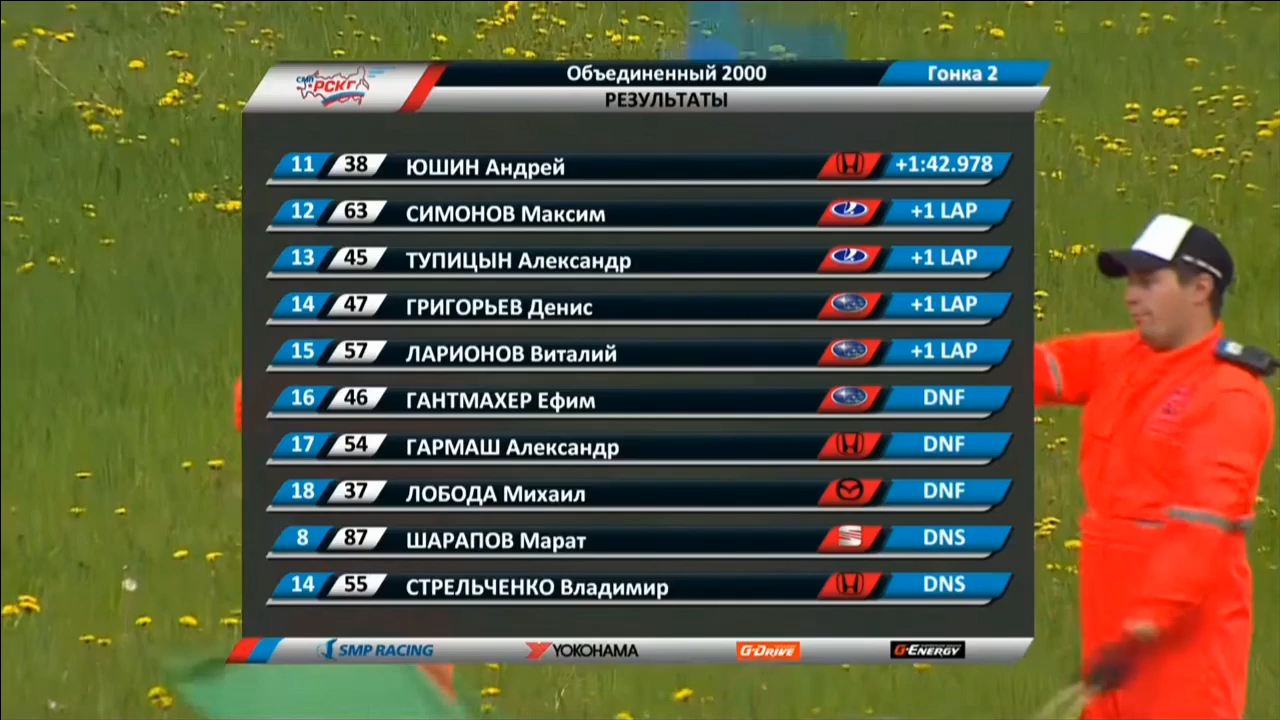 СМП РСКГ
Объединенный 2000 Гонка 2
РЕЗУЛЬТАТЫ
11 38 ЮШИН Андрей +1:42.978
12 63 СИМОНОВ Максим +1 LAP
13 45 ТУПИЦЫН Александр +1 LAP
14 47 ГРИГОРЬЕВ Денис +1 LAP
15 57 ЛАРИОНОВ Виталий +1 LAP
16 46 ГАНТМАХЕР Ефим DNF
17 54 ГАРМАШ Александр DNF
18 37 ЛОБОДА Михаил DNF
8 87 ШАРАПОВ Марат DNS
14 55 СТРЕЛЬЧЕНКО Владимир DNS
SMP RACING YOKOHAMA G-DRIVE G-ENERGY